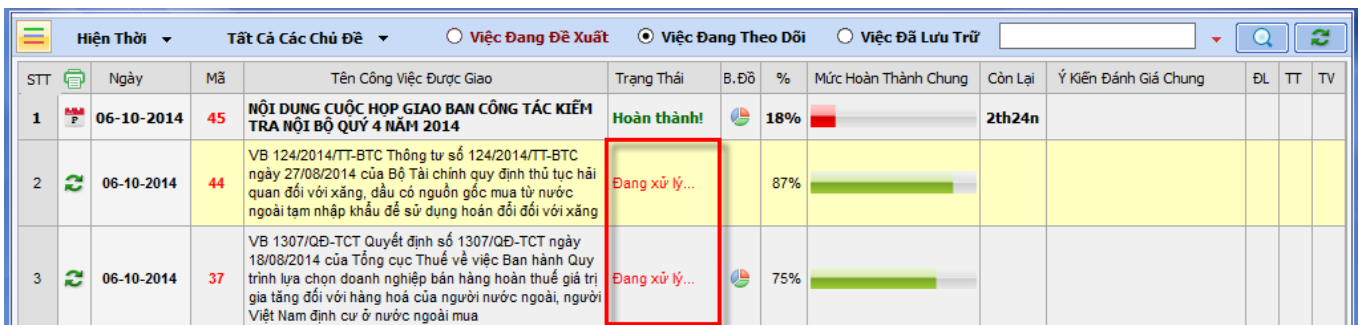 Hiện Thời Tất Cả Các Chủ Đề Việc Đang Đề Xuất Việc Đang Theo Dõi Việc Đã Lưu Trữ
STT Ngày Mã Tên Công Việc Được Giao Trạng Thái B.Đồ % Mức Hoàn Thành Chung Còn Lại Ý Kiến Đánh Giá Chung ĐL TT TV
1 06-10-2014 45 NỘI DUNG CUỘC HỌP GIAO BAN CÔNG TÁC KIỂM Hoàn thành! 18% 2th24n
TRA NỘI BỘ QUÝ 4 NĂM 2014
VB 124/2014/TT-BTC Thông tư số 124/2014/TT-BTC
ngày 27/08/2014 của Bộ Tài chính quy định thủ tục hải
2 06-10-2014 44 quan đối với xăng, dầu có nguồn gốc mua từ nước Đang xử lý... 87%
ngoài tạm nhập khẩu để sử dụng hoán đổi đối với xăng
VB 1307/QĐ-TCT Quyết định số 1307/QĐ-TCT ngày
18/08/2014 của Tổng cục Thuế về việc Ban hành Quy
3 06-10-2014 37 trình lựa chọn doanh nghiệp bán hàng hoàn thuế giá trị Đang xử lý... 75%
gia tăng đối với hàng hoá của người nước ngoài, người
Việt Nam định cư ở nước ngoài mua